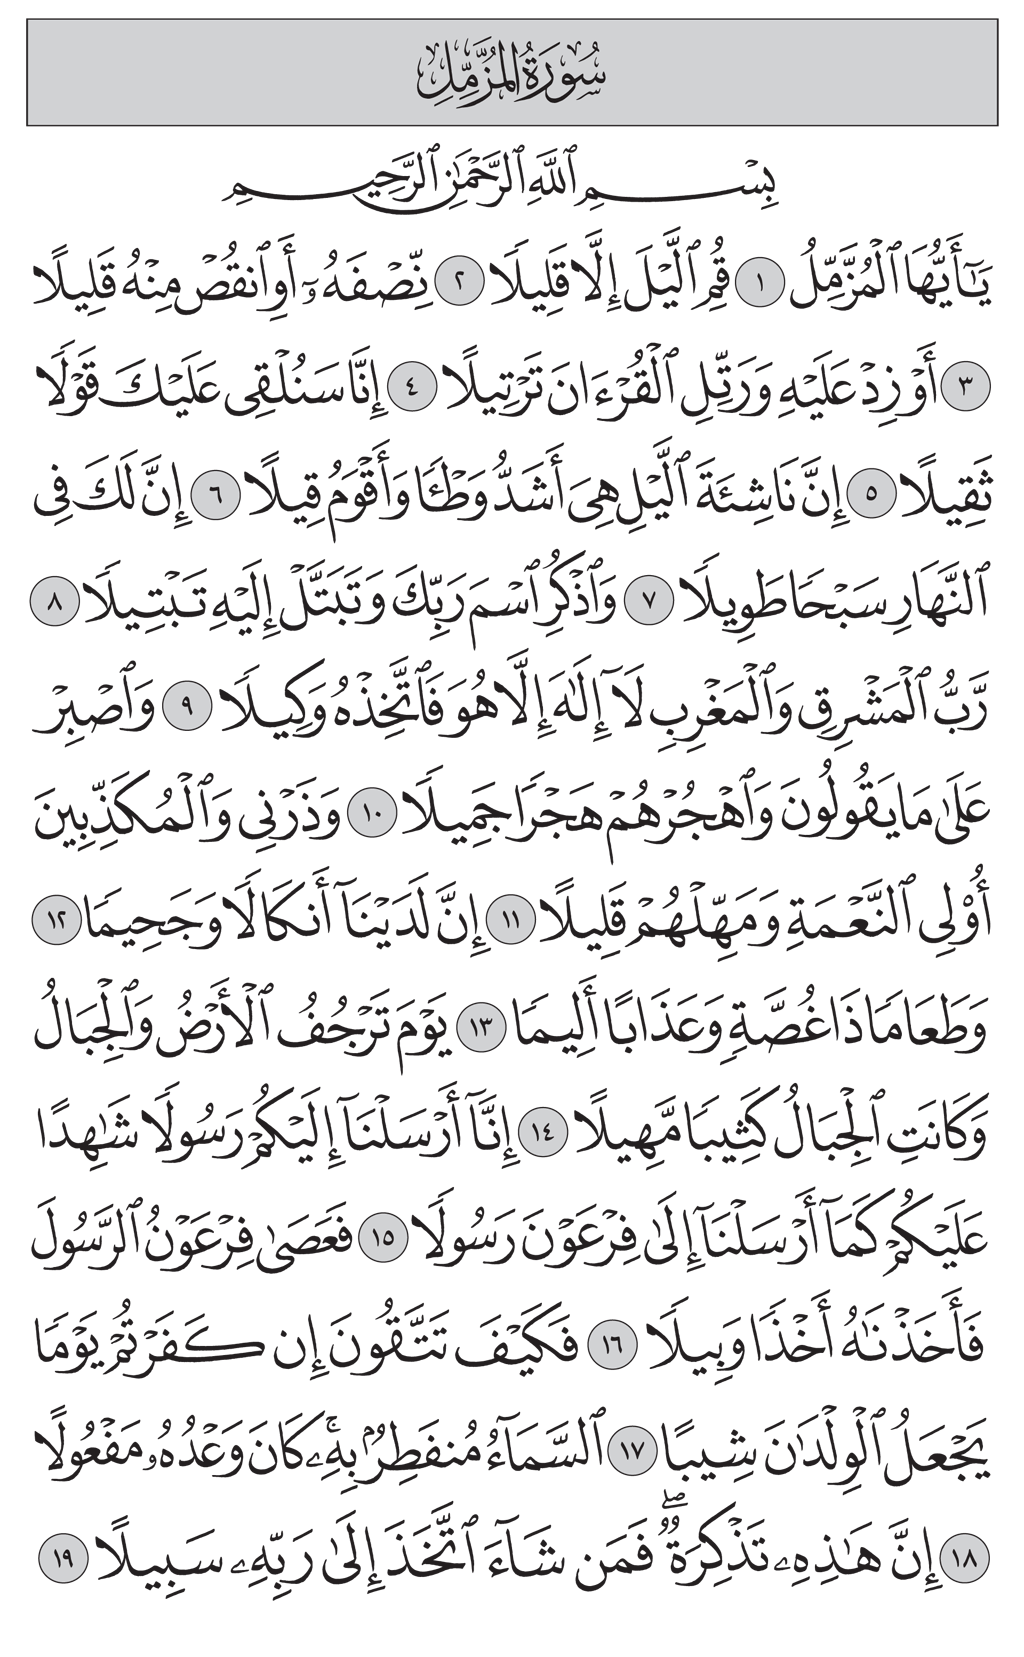 سُورَةُ المُزَّمِّلِ
بِسْمِ ٱللَّهِ ٱلرَّحْمَٰنِ ٱلرَّحِيمِ
يَٰٓأَيُّهَا ٱلْمُزَّمِّلُ ١ قُمِ ٱلَّيْلَ إِلَّا قَلِيلًا ٢ نِّصْفَهُۥٓ أَوِ ٱنقُصْ مِنْهُ قَلِيلًا
٣ أَوْ زِدْ عَلَيْهِ وَرَتِّلِ ٱلْقُرْءَانَ تَرْتِيلًا ٤ إِنَّا سَنُلْقِى عَلَيْكَ قَوْلًا
ثَقِيلًا ٥ إِنَّ نَاشِئَةَ ٱلَّيْلِ هِىَ أَشَدُّ وَطْـًٔا وَأَقْوَمُ قِيلًا ٦ إِنَّ لَكَ فِى
ٱلنَّهَارِ سَبْحًا طَوِيلًا ٧ وَٱذْكُرِ ٱسْمَ رَبِّكَ وَتَبَتَّلْ إِلَيْهِ تَبْتِيلًا ٨
رَّبُّ ٱلْمَشْرِقِ وَٱلْمَغْرِبِ لَآ إِلَٰهَ إِلَّا هُوَ فَٱتَّخِذْهُ وَكِيلًا ٩ وَٱصْبِرْ
عَلَىٰ مَا يَقُولُونَ وَٱهْجُرْهُمْ هَجْرًا جَمِيلًا ١٠ وَذَرْنِى وَٱلْمُكَذِّبِينَ
أُو۟لِى ٱلنَّعْمَةِ وَمَهِّلْهُمْ قَلِيلًا ١١ إِنَّ لَدَيْنَآ أَنكَالًا وَجَحِيمًا ١٢
وَطَعَامًا ذَا غُصَّةٍ وَعَذَابًا أَلِيمًا ١٣ يَوْمَ تَرْجُفُ ٱلْأَرْضُ وَٱلْجِبَالُ
وَكَانَتِ ٱلْجِبَالُ كَثِيبًا مَّهِيلًا ١٤ إِنَّآ أَرْسَلْنَآ إِلَيْكُمْ رَسُولًا شَٰهِدًا
عَلَيْكُمْ كَمَآ أَرْسَلْنَآ إِلَىٰ فِرْعَوْنَ رَسُولًا ١٥ فَعَصَىٰ فِرْعَوْنُ ٱلرَّسُولَ
فَأَخَذْنَٰهُ أَخْذًا وَبِيلًا ١٦ فَكَيْفَ تَتَّقُونَ إِن كَفَرْتُمْ يَوْمًا
يَجْعَلُ ٱلْوِلْدَٰنَ شِيبًا ١٧ ٱلسَّمَآءُ مُنفَطِرٌۢ بِهِۦ ۚ كَانَ وَعْدُهُۥ مَفْعُولًا
١٨ إِنَّ هَٰذِهِۦ تَذْكِرَةٌ ۖ فَمَن شَآءَ ٱتَّخَذَ إِلَىٰ رَبِّهِۦ سَبِيلًا ١٩